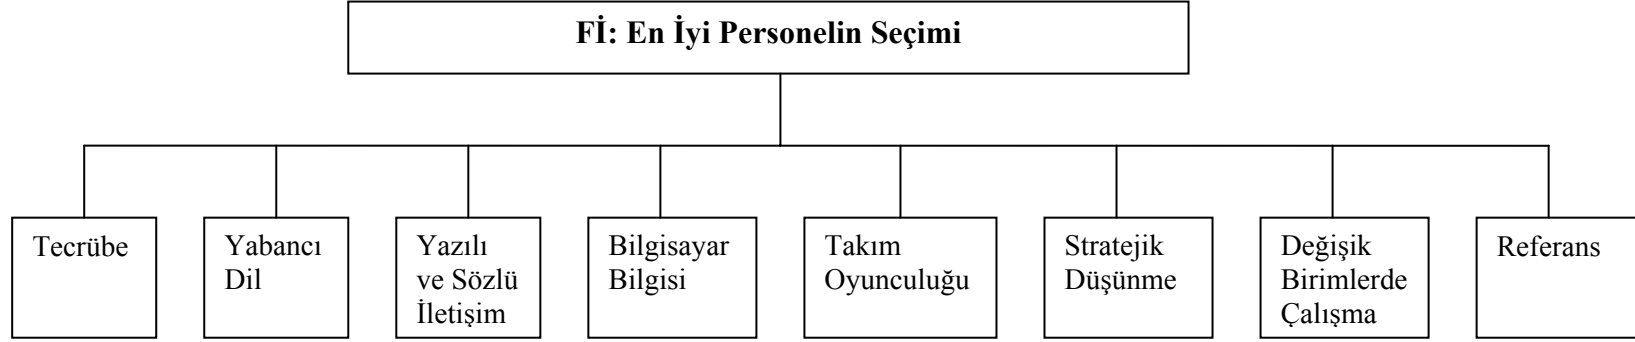 Fİ: En İyi Personelin Seçimi
Tecrübe
Yabancı
Dil
Yazılı
ve Sözlü
İletişim
Bilgisayar
Bilgisi
Takım
Oyunculuğu
Stratejik
Düşünme
Değişik
Birimlerde
Çalışma
Referans